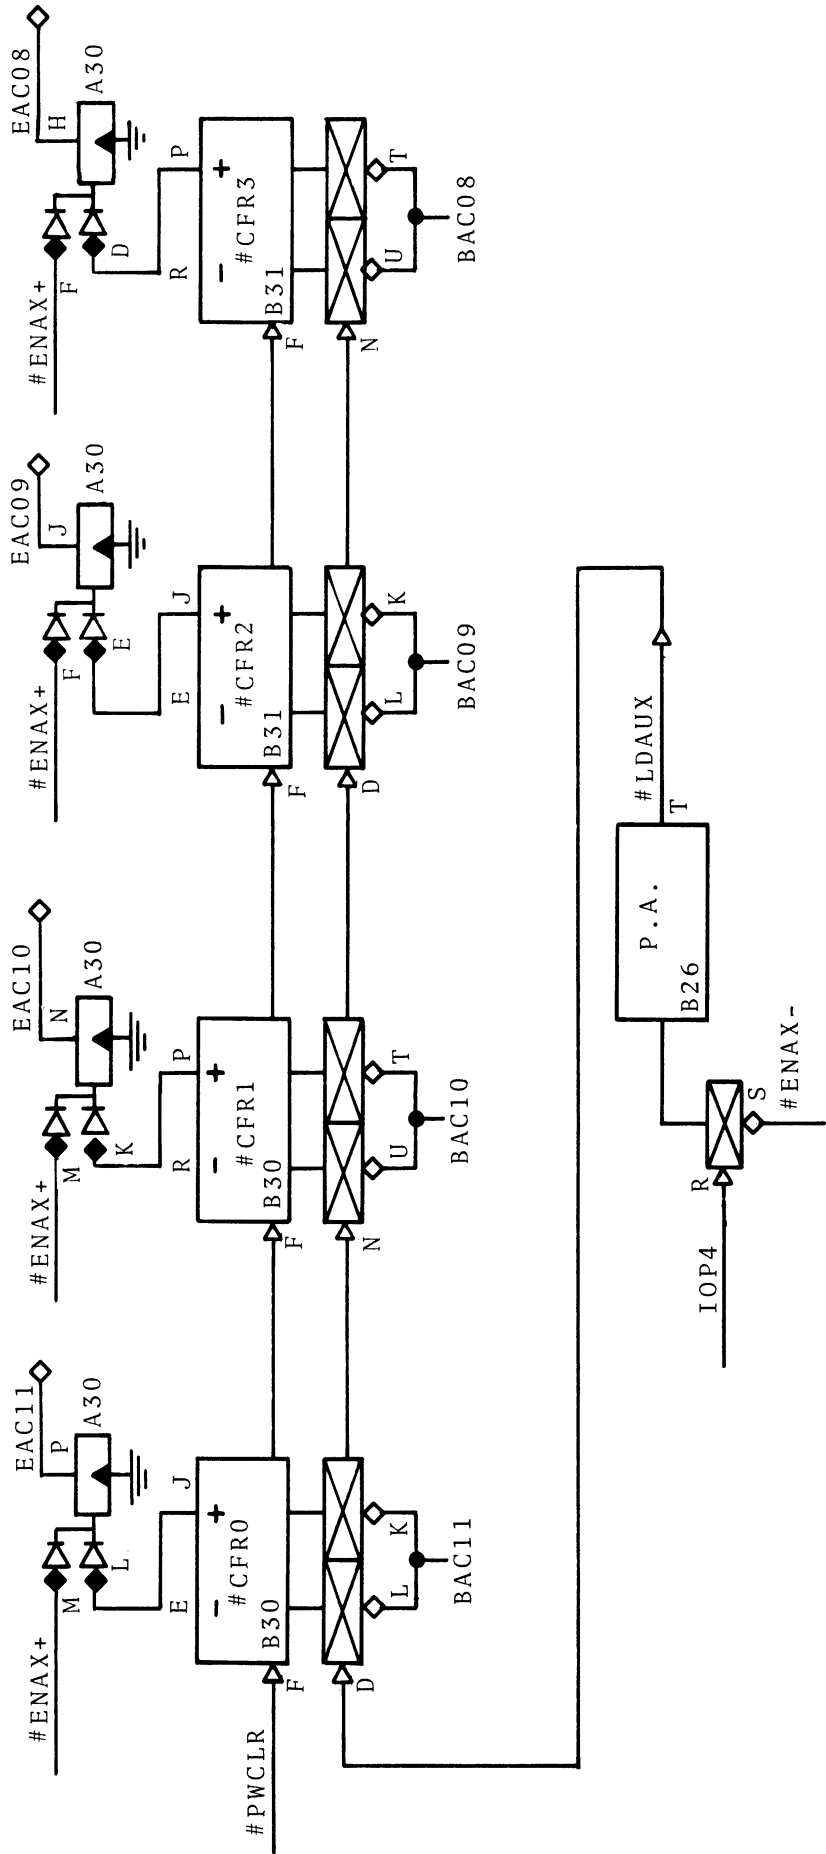 EAC11
EAC10
EAC09
EAC08
P
N
J
H
A30
A30
A30
A30
#ENAX+
#ENAX+
#ENAX+
#ENAX+
M
L
M
K
F
E
F
D
E
J
R
P
E
J
R
P
- +
- +
- +
- +
#CFR0
#CFR1
#CFR2
#CFR3
B30
B30
B31
B31
#PWCLR
F
F
F
F
D
N
D
N
L
K
U
T
L
K
U
T
BAC11
BAC10
BAC09
BAC08
#LDAUX
T
P.A.
B26
R
IOP4
S
#ENAX-